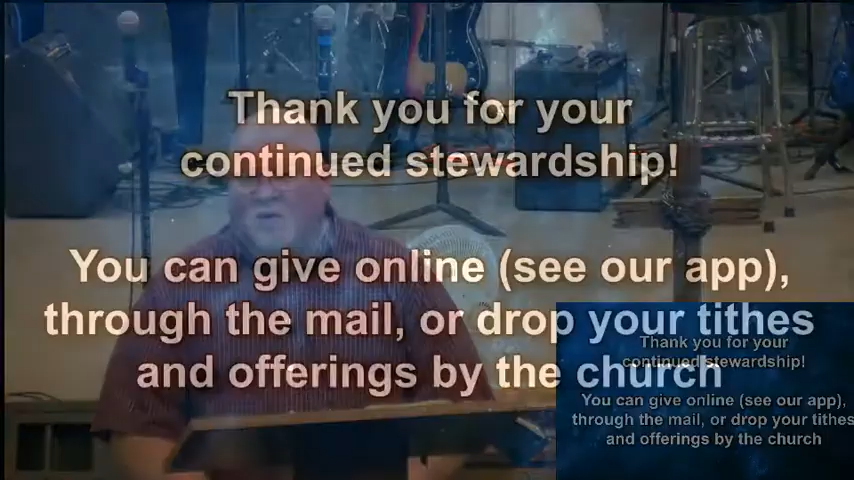 Thank you for your
continued stewardship!
You can give online (see our app),
through the mail, or drop your tithes
and offerings by the church
Thank you for your
continued stewardship!
You can give online (see our app),
through the mail, or drop your tithes
and offerings by the church